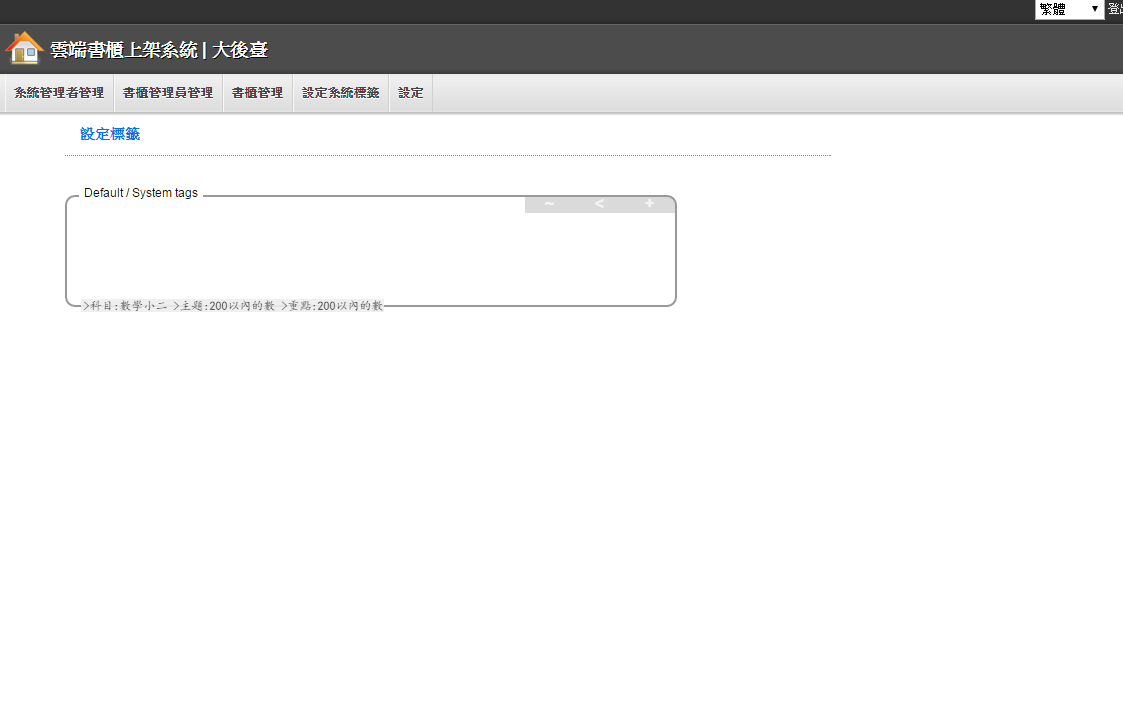 繁體 ▼ 登出
雲端書櫃上架系統 | 大後臺
系統管理者管理 書櫃管理員管理 書櫃管理 設定系統標籤 設定
設定標籤
Default / System tags
~ < +
>科目:數學小二 >主題:200以內的數 >重點:200以內的數